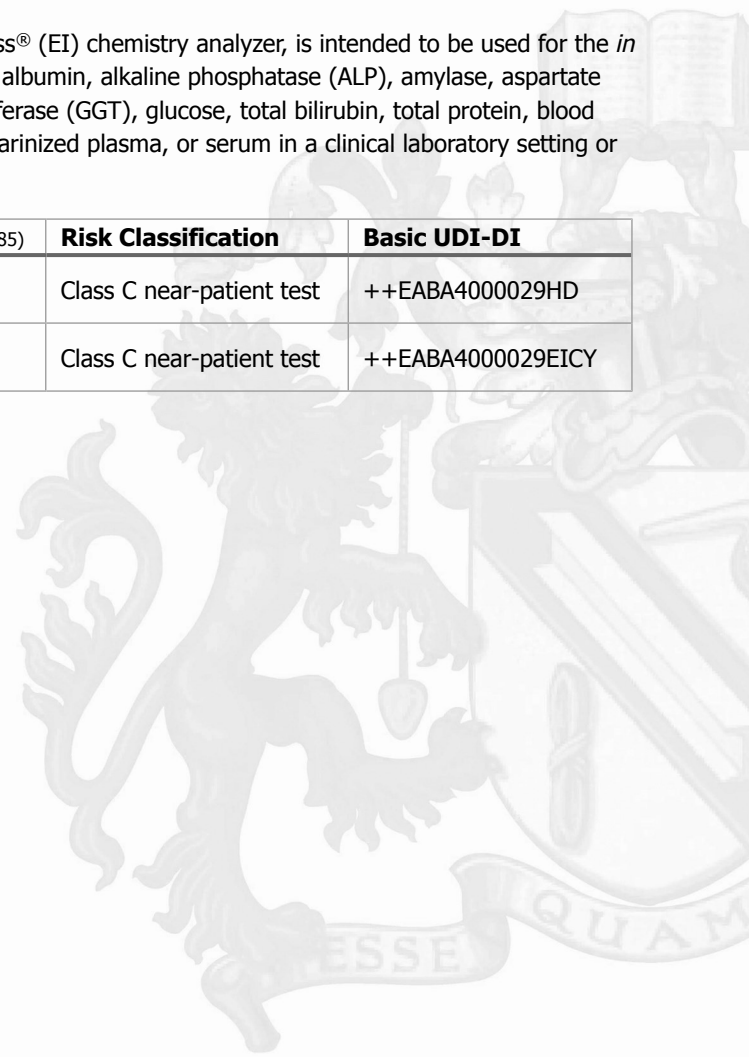 ss® (EI) chemistry analyzer, is intended to be used for the in
albumin, alkaline phosphatase (ALP), amylase, aspartate
ferase (GGT), glucose, total bilirubin, total protein, blood
arinized plasma, or serum in a clinical laboratory setting or
85) Risk Classification Basic UDI-DI
Class C near-patient test ++EABA4000029HD
Class C near-patient test ++EABA4000029EICY
ESSE QUAM